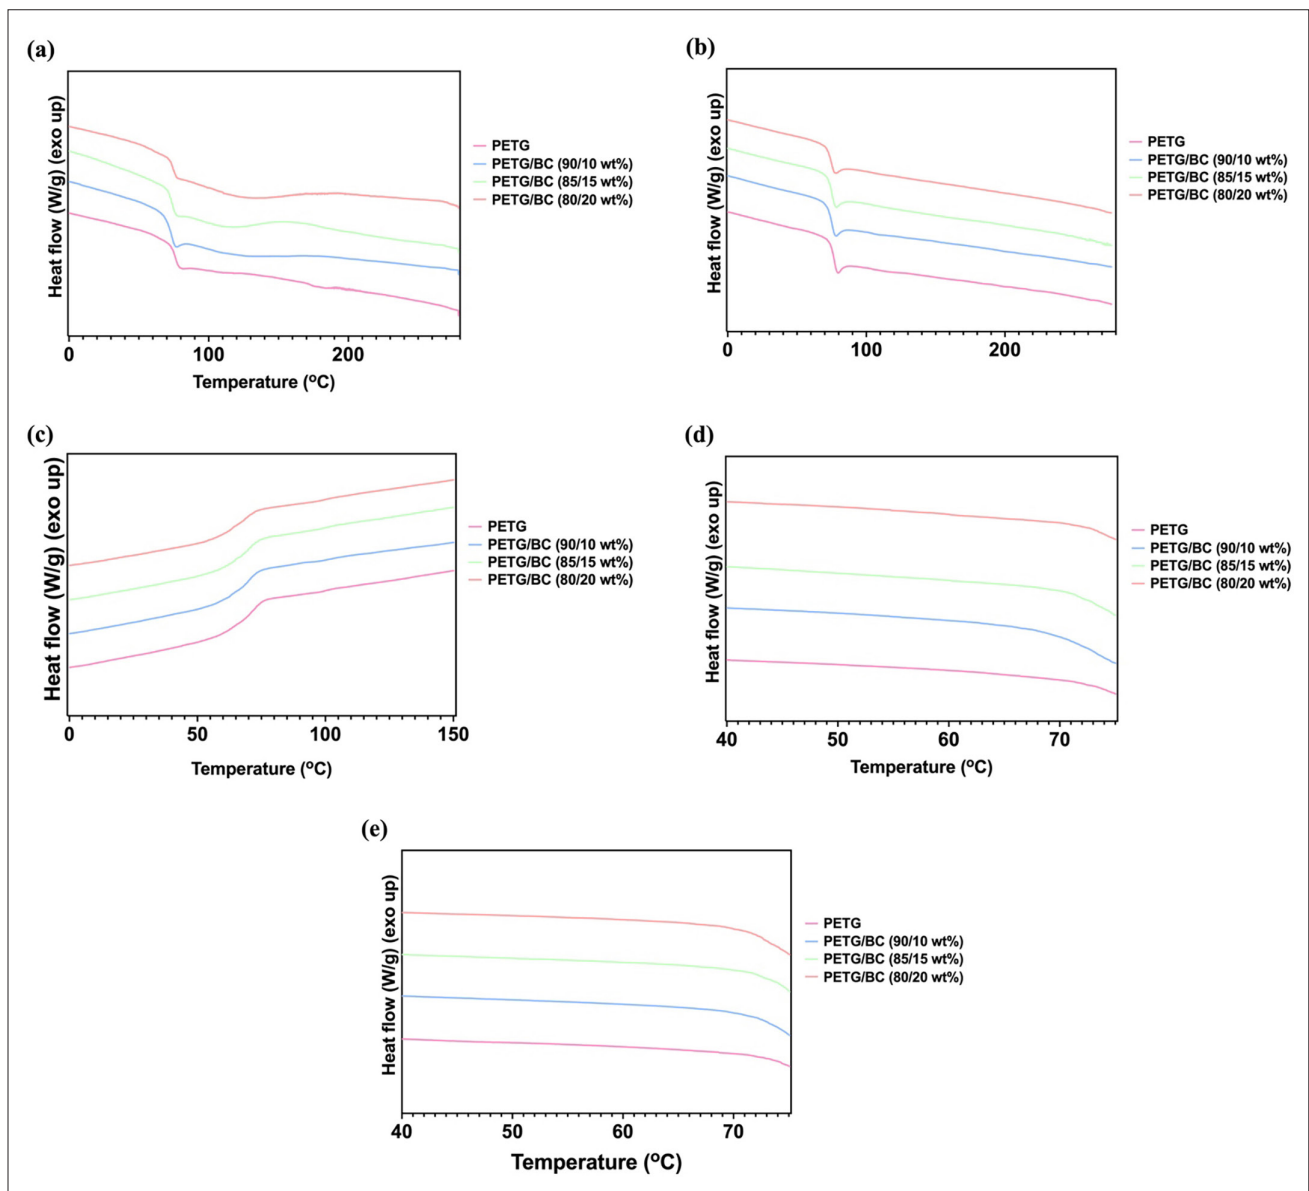 (a)
Heat flow (W/g) (exo up)
PETG
PETG/BC (90/10 wt%)
PETG/BC (85/15 wt%)
PETG/BC (80/20 wt%)
0 100 200
Temperature (ºC)
(b)
Heat flow (W/g) (exo up)
PETG
PETG/BC (90/10 wt%)
PETG/BC (85/15 wt%)
PETG/BC (80/20 wt%)
0 100 200
Temperature (ºC)
(c)
Heat flow (W/g) (exo up)
PETG
PETG/BC (90/10 wt%)
PETG/BC (85/15 wt%)
PETG/BC (80/20 wt%)
0 50 100 150
Temperature (ºC)
(d)
Heat flow (W/g) (exo up)
PETG
PETG/BC (90/10 wt%)
PETG/BC (85/15 wt%)
PETG/BC (80/20 wt%)
40 50 60 70
Temperature (ºC)
(e)
Heat flow (W/g) (exo up)
PETG
PETG/BC (90/10 wt%)
PETG/BC (85/15 wt%)
PETG/BC (80/20 wt%)
40 50 60 70
Temperature (ºC)